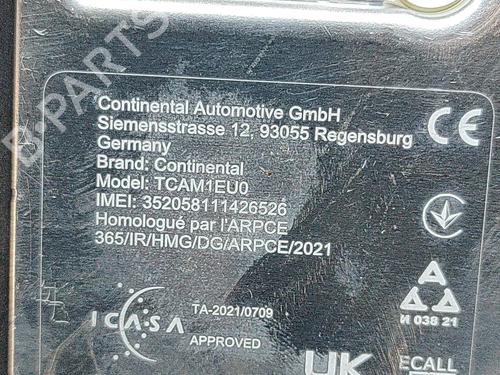 B-PARTS
Continental Automotive GmbH
Siemensstrasse 12, 93055 Regensburg
Germany
Brand: Continental
Model: TCAM1EU0
IMEI: 352058111426526
Homologué par l'ARPCE
365/IR/HMG/DG/ARPCE/2021
CE
ICASA
TA-2021/0709
APPROVED
И 038 21
UK
ECALL